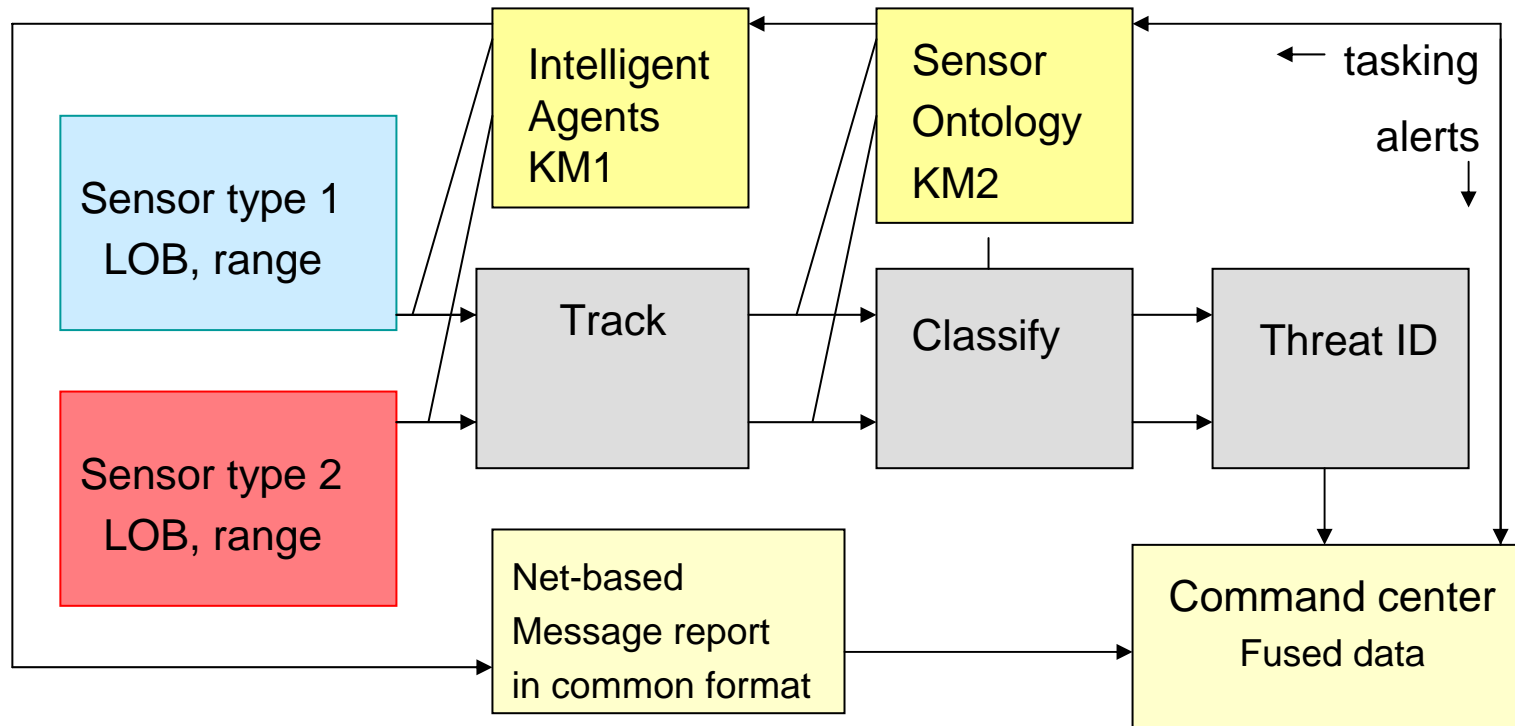 Intelligent
Agents
KM1
Sensor
Ontology
KM2
tasking
alerts
Sensor type 1
LOB, range
Track
Classify
Threat ID
Sensor type 2
LOB, range
Net-based
Message report
in common format
Command center
Fused data